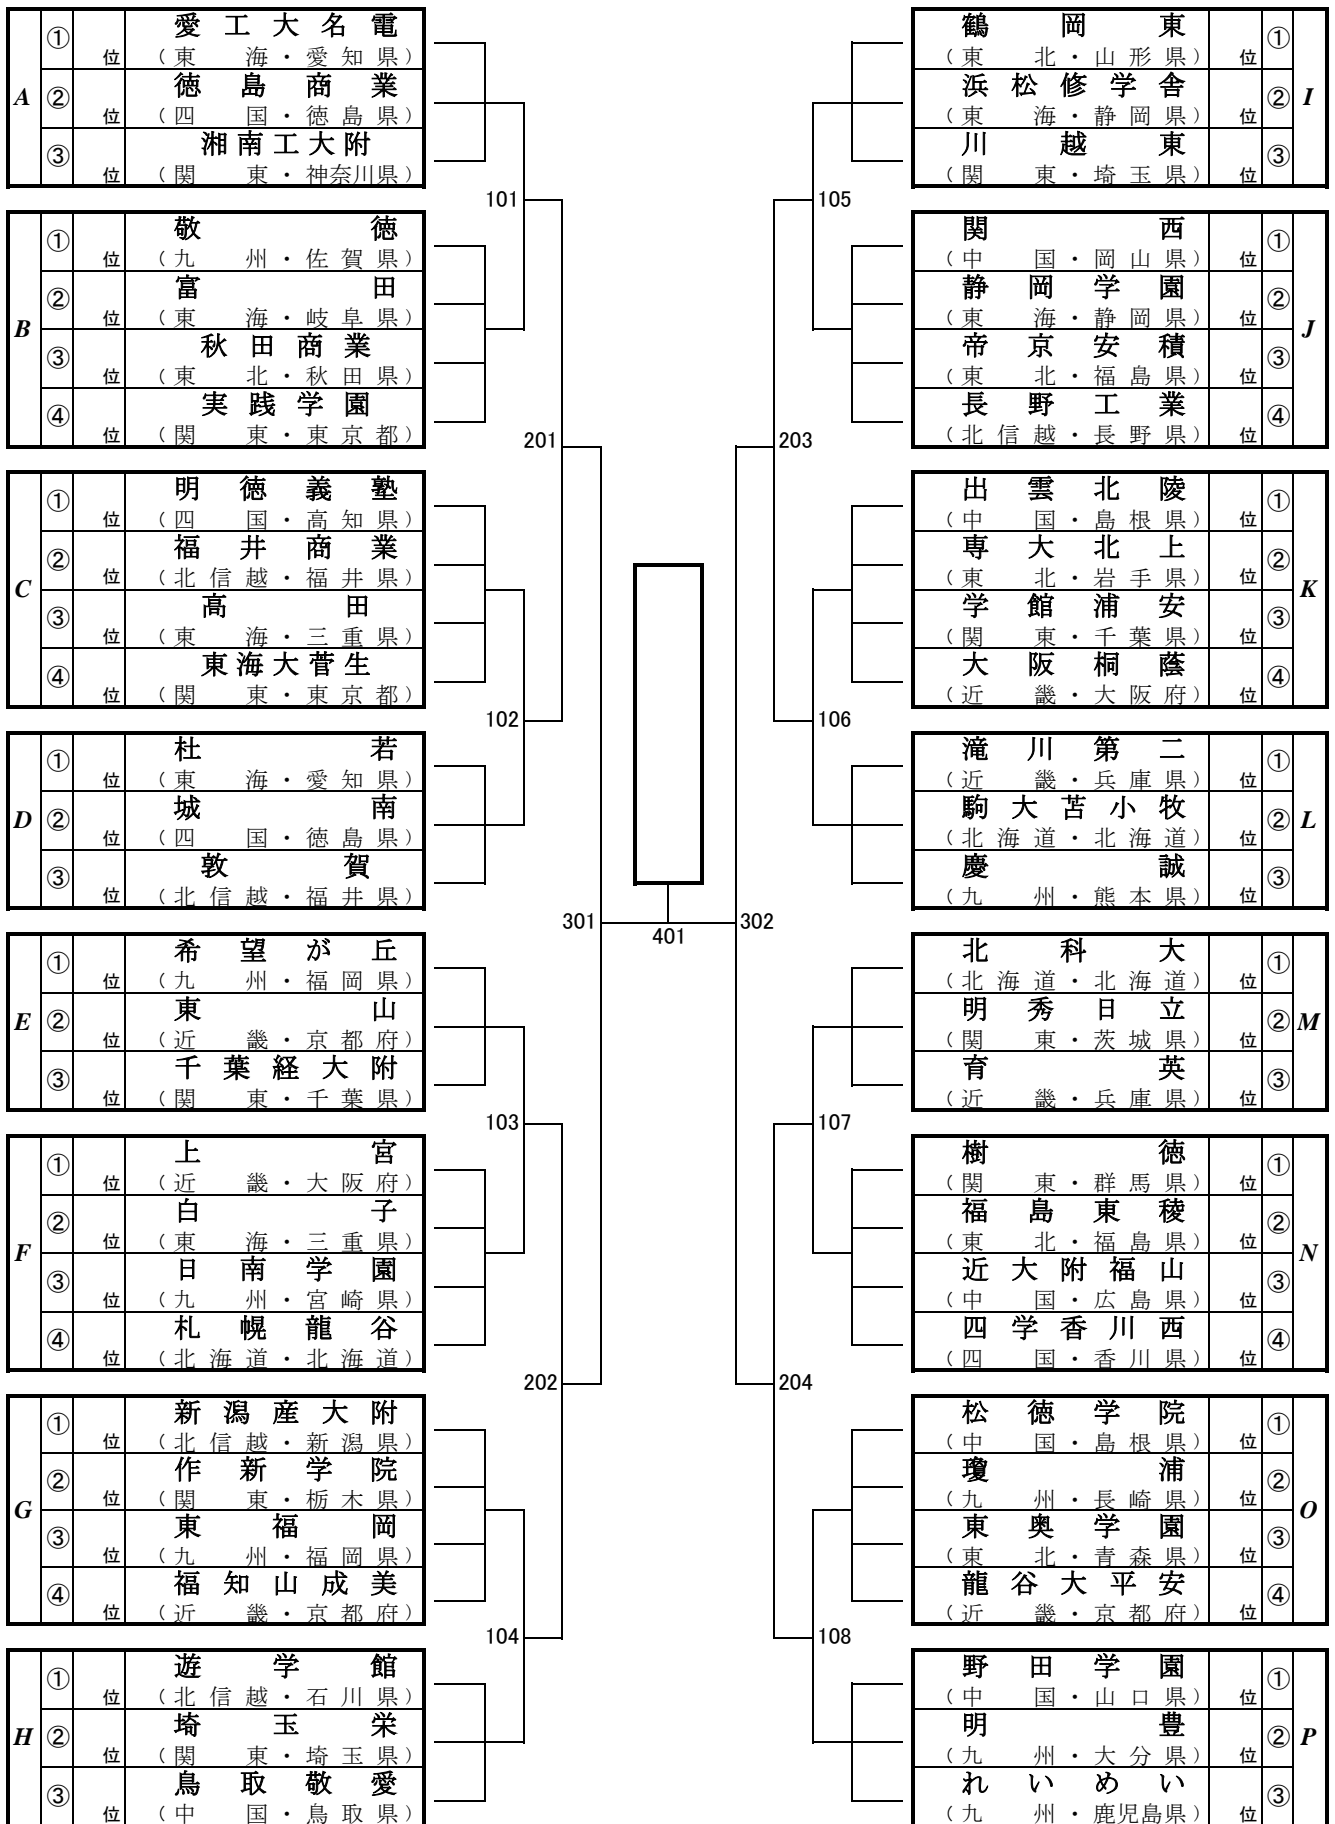 A
① 位 愛工大名電
（東海・愛知県）
② 位 徳島商業
（四国・徳島県）
③ 位 湘南工大附
（関東・神奈川県）
B
① 位 敬徳
（九州・佐賀県）
② 位 富田
（東海・岐阜県）
③ 位 秋田商業
（東北・秋田県）
④ 位 実践学園
（関東・東京都）
C
① 位 明徳義塾
（四国・高知県）
② 位 福井商業
（北信越・福井県）
③ 位 高田
（東海・三重県）
④ 位 東海大菅生
（関東・東京都）
D
① 位 杜若
（東海・愛知県）
② 位 城南
（四国・徳島県）
③ 位 敦賀
（北信越・福井県）
E
① 位 希望が丘
（九州・福岡県）
② 位 東山
（近畿・京都府）
③ 位 千葉経大附
（関東・千葉県）
F
① 位 上宮
（近畿・大阪府）
② 位 白子
（東海・三重県）
③ 位 日南学園
（九州・宮崎県）
④ 位 札幌龍谷
（北海道・北海道）
G
① 位 新潟産大附
（北信越・新潟県）
② 位 作新学院
（関東・栃木県）
③ 位 東福岡
（九州・福岡県）
④ 位 福知山成美
（近畿・京都府）
H
① 位 遊学館
（北信越・石川県）
② 位 埼玉栄
（関東・埼玉県）
③ 位 鳥取敬愛
（中国・鳥取県）
101
201
102
301
401
302
103
202
104
105
203
106
107
204
108
鶴岡東 位 ①
（東北・山形県）
浜松修学舎 位 ②
（東海・静岡県）
川越東 位 ③
（関東・埼玉県）
I
関西 位 ①
（中国・岡山県）
静岡学園 位 ②
（東海・静岡県）
帝京安積 位 ③
（東北・福島県）
長野工業 位 ④
（北信越・長野県）
J
出雲北陵 位 ①
（中国・島根県）
専大北上 位 ②
（東北・岩手県）
学館浦安 位 ③
（関東・千葉県）
大阪桐蔭 位 ④
（近畿・大阪府）
K
滝川第二 位 ①
（近畿・兵庫県）
駒大苫小牧 位 ②
（北海道・北海道）
慶誠 位 ③
（九州・熊本県）
L
北科大 位 ①
（北海道・北海道）
明秀日立 位 ②
（関東・茨城県）
育英 位 ③
（近畿・兵庫県）
M
樹徳 位 ①
（関東・群馬県）
福島東稜 位 ②
（東北・福島県）
近大附福山 位 ③
（中国・広島県）
四学香川西 位 ④
（四国・香川県）
N
松徳学院 位 ①
（中国・島根県）
瓊浦 位 ②
（九州・長崎県）
東奥学園 位 ③
（東北・青森県）
龍谷大平安 位 ④
（近畿・京都府）
O
野田学園 位 ①
（中国・山口県）
明豊 位 ②
（九州・大分県）
れいめい 位 ③
（九州・鹿児島県）
P